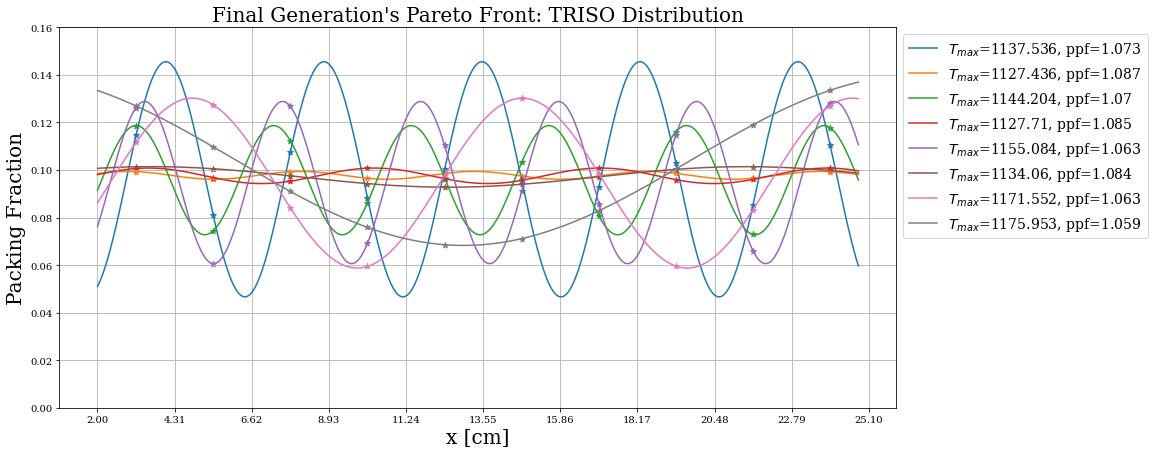 Final Generation's Pareto Front: TRISO Distribution
Packing Fraction
0.16
0.14
0.12
0.10
0.08
0.06
0.04
0.02
0.00
2.00 4.31 6.62 8.93 11.24 13.55 15.86 18.17 20.48 22.79 25.10
x [cm]
Tmax=1137.536, ppf=1.073
Tmax=1127.436, ppf=1.087
Tmax=1144.204, ppf=1.07
Tmax=1127.71, ppf=1.085
Tmax=1155.084, ppf=1.063
Tmax=1134.06, ppf=1.084
Tmax=1171.552, ppf=1.063
Tmax=1175.953, ppf=1.059